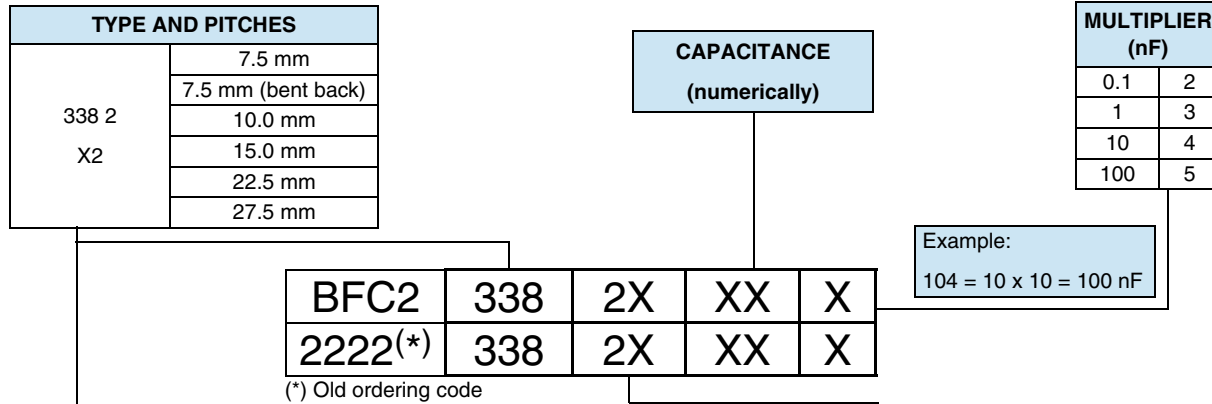 TYPE AND PITCHES
338 2
X2
7.5 mm
7.5 mm (bent back)
10.0 mm
15.0 mm
22.5 mm
27.5 mm
CAPACITANCE
(numerically)
MULTIPLIER
(nF)
0.1 2
1 3
10 4
100 5
Example:
104 = 10 x 10 = 100 nF
BFC2 338 2X XX X
2222(*) 338 2X XX X
(*) Old ordering code